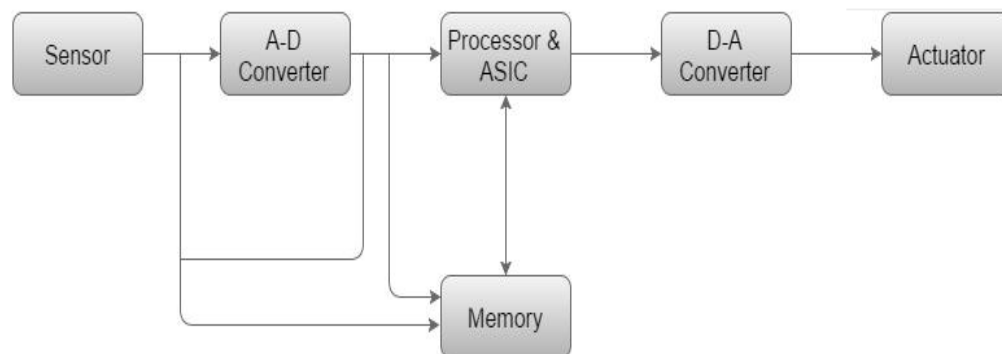 Sensor
A-D
Converter
Processor &
ASIC
D-A
Converter
Actuator
Memory